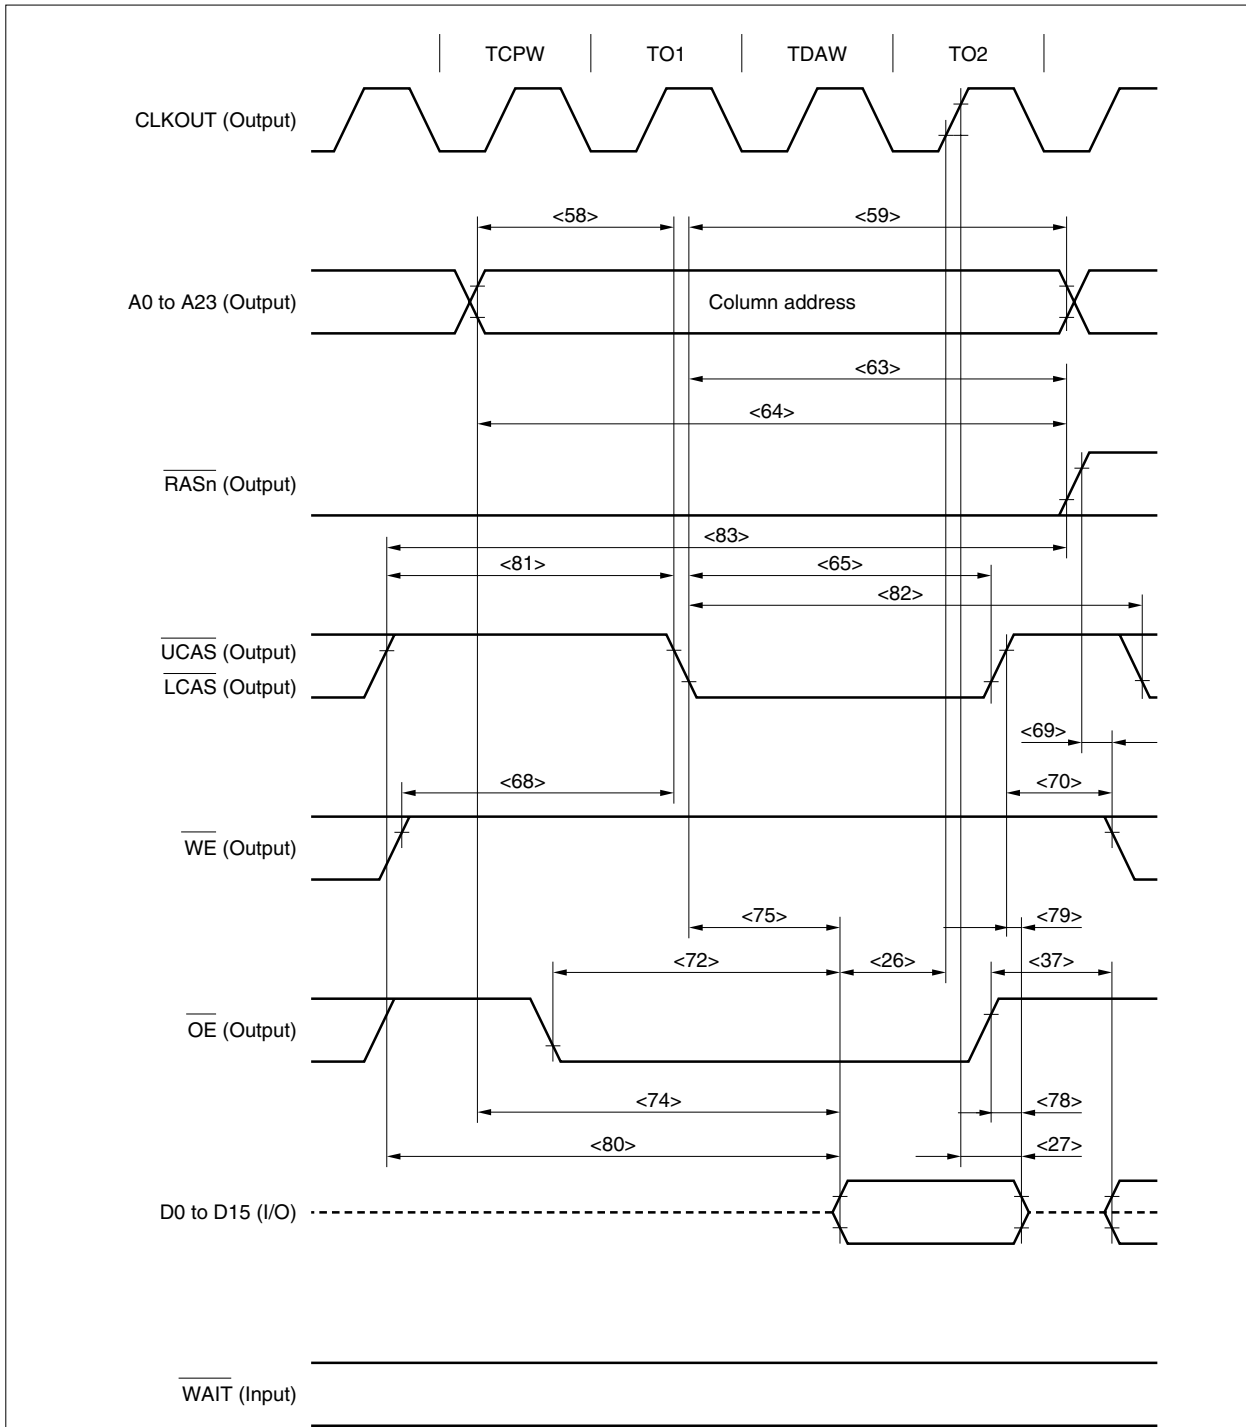 TCPW TO1 TDAW TO2
CLKOUT (Output)
<58> <59>
A0 to A23 (Output) Column address
<63>
<64>
RASn (Output)
<83>
<81> <65>
<82>
UCAS (Output)
LCAS (Output)
<69>
<68> <70>
WE (Output)
<75> <79>
<72> <26> <37>
OE (Output)
<74> <78>
<80> <27>
D0 to D15 (I/O)
WAIT (Input)